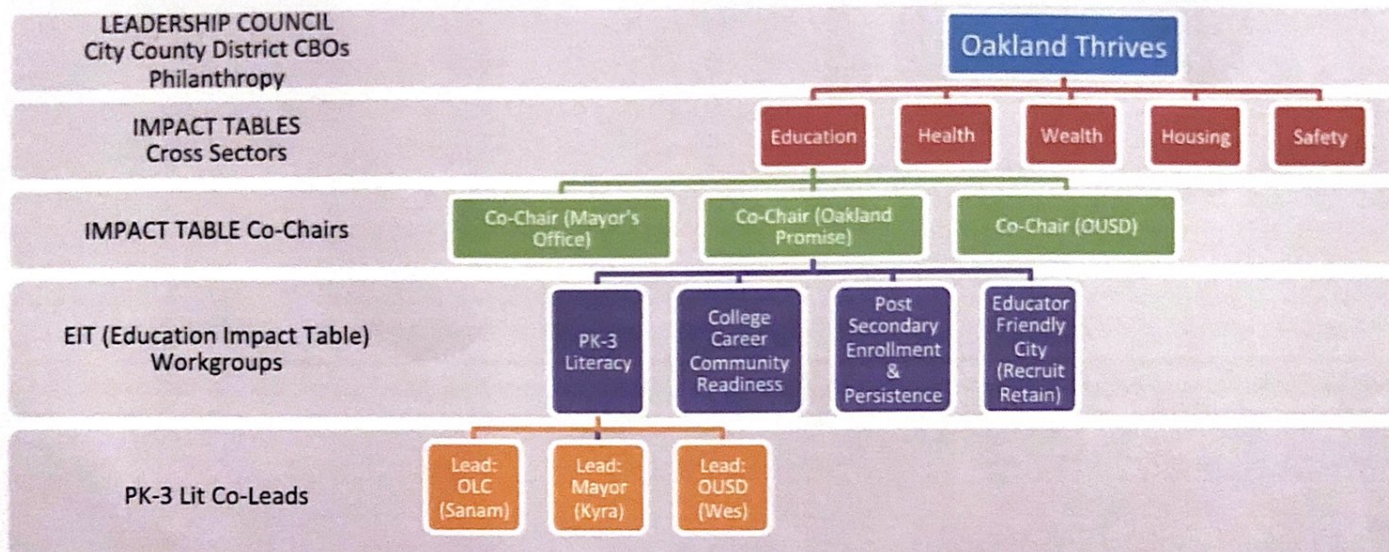 LEADERSHIP COUNCIL
City County District CBOs
Philanthropy
Oakland Thrives
IMPACT TABLES
Cross Sectors
Education
Health
Wealth
Housing
Safety
IMPACT TABLE Co-Chairs
Co-Chair (Mayor's
Office)
Co-Chair (Oakland
Promise)
Co-Chair (OUSD)
EIT (Education Impact Table)
Workgroups
PK-3
Literacy
College
Career
Community
Readiness
Post
Secondary
Enrollment
&
Persistence
Educator
Friendly
City
(Recruit
Retain)
PK-3 Lit Co-Leads
Lead:
OLC
(Sanam)
Lead:
Mayor
(Kyra)
Lead:
OUSD
(Wes)